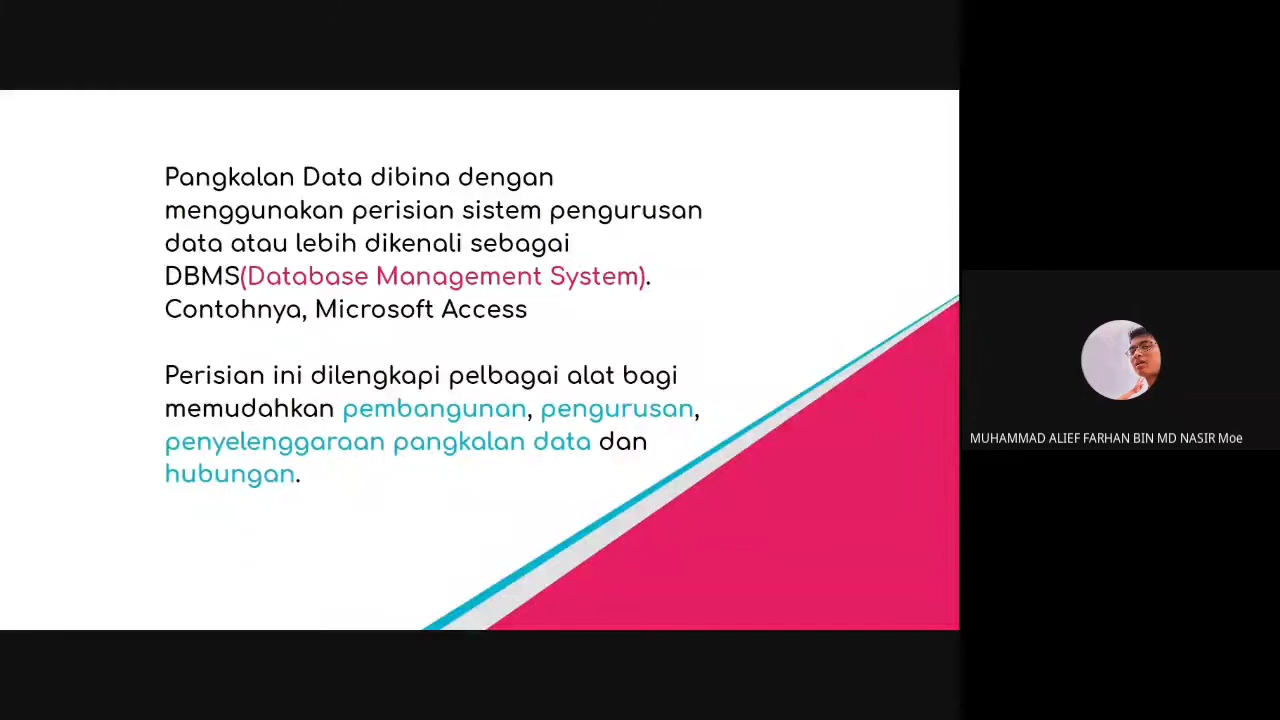 Pangkalan Data dibina dengan
menggunakan perisian sistem pengurusan
data atau lebih dikenali sebagai
DBMS(Database Management System).
Contohnya, Microsoft Access
Perisian ini dilengkapi pelbagai alat bagi
memudahkan pembangunan, pengurusan,
penyelenggaraan pangkalan data dan
hubungan.
MUHAMMAD ALIEF FARHAN BIN MD NASIR Moe